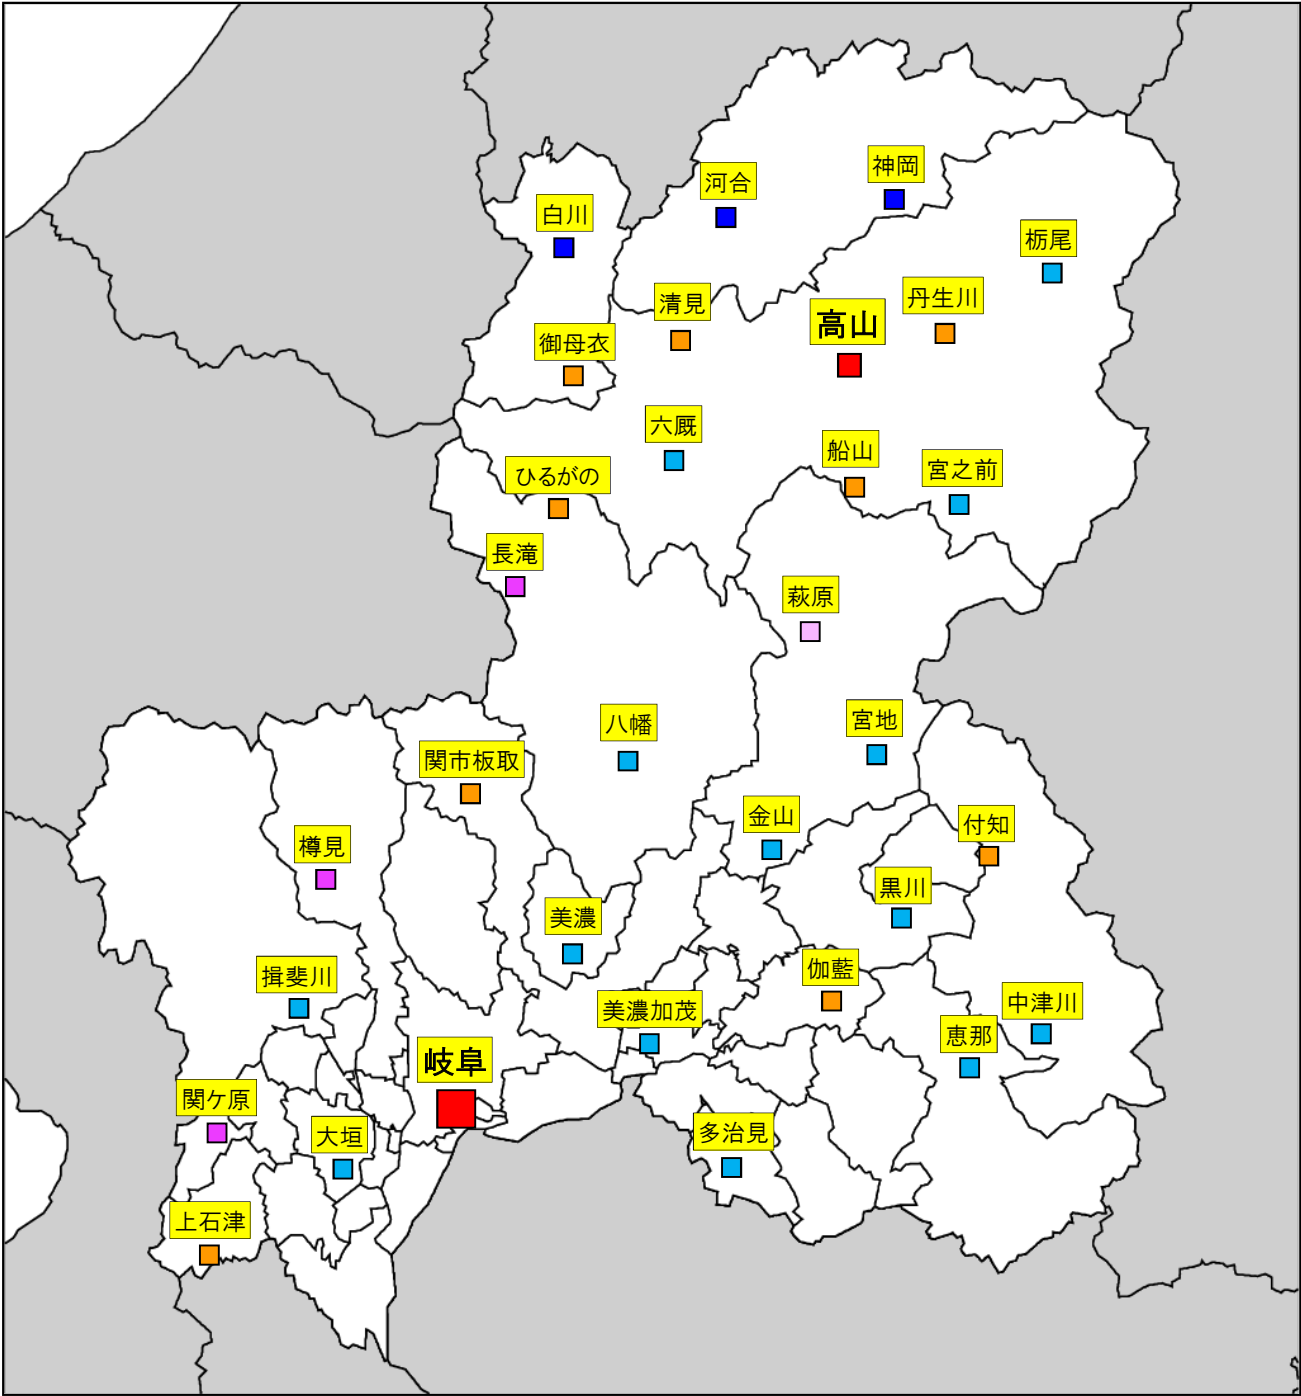 神岡
河合
白川
栃尾
丹生川
清見
高山
御母衣
六厩
船山
宮之前
ひるがの
長滝
萩原
宮地
八幡
関市板取
金山
付知
樽見
黒川
美濃
伽藍
揖斐川
中津川
美濃加茂
恵那
岐阜
関ケ原
多治見
大垣
上石津